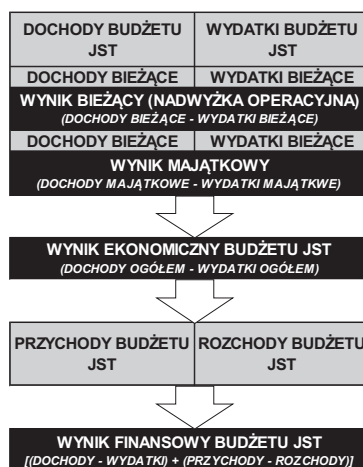 DOCHODY BUDŻETU JST
WYDATKI BUDŻETU JST
DOCHODY BIEŻĄCE
WYDATKI BIEŻĄCE
WYNIK BIEŻĄCY (NADWYŻKA OPERACYJNA)
(DOCHODY BIEŻĄCE - WYDATKI BIEŻĄCE)
DOCHODY BIEŻĄCE
WYDATKI BIEŻĄCE
WYNIK MAJĄTKOWY
(DOCHODY MAJĄTKOWE - WYDATKI MAJĄTKWE)
WYNIK EKONOMICZNY BUDŻETU JST
(DOCHODY OGÓŁEM - WYDATKI OGÓŁEM)
PRZYCHODY BUDŻETU JST
ROZCHODY BUDŻETU JST
WYNIK FINANSOWY BUDŻETU JST
[(DOCHODY - WYDATKI) + (PRZYCHODY - ROZCHODY)]